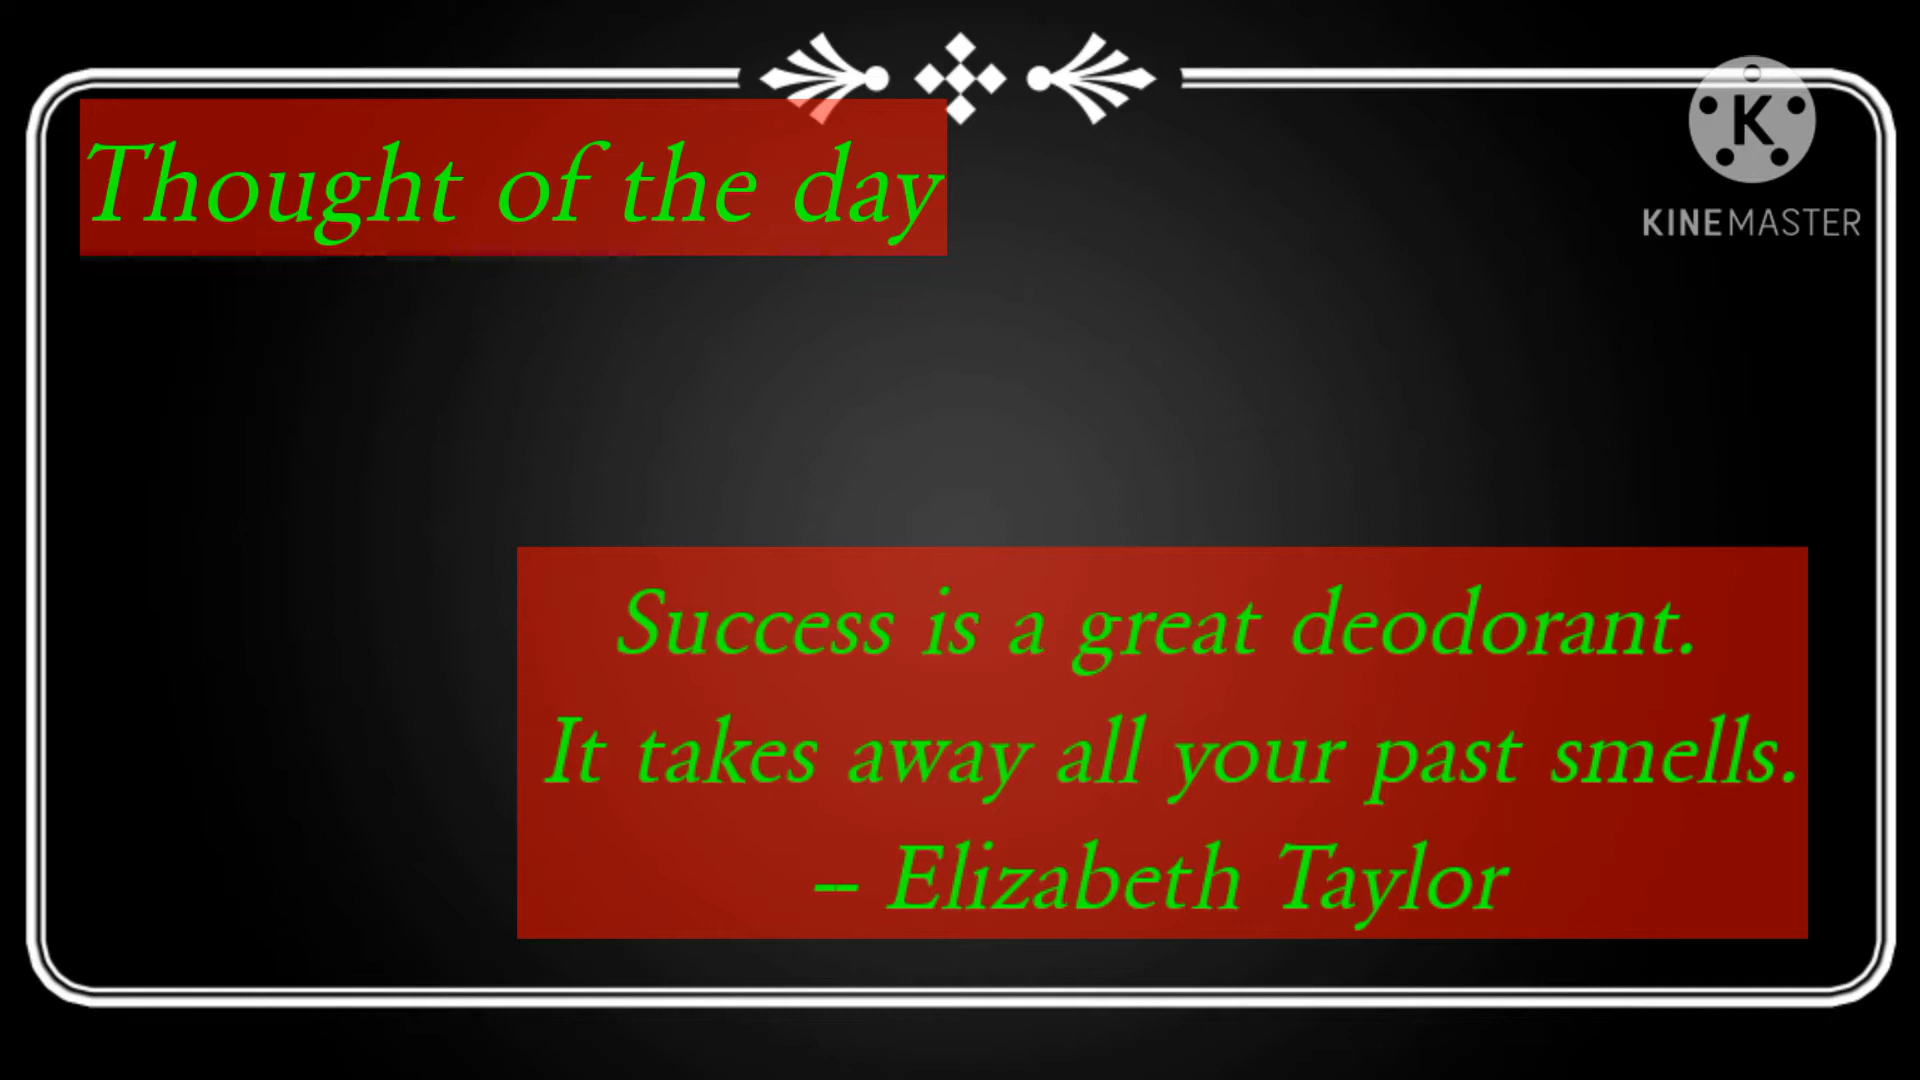 Thought of the day
K
KINEMASTER
Success is a great deodorant.
It takes away all your past smells.
– Elizabeth Taylor